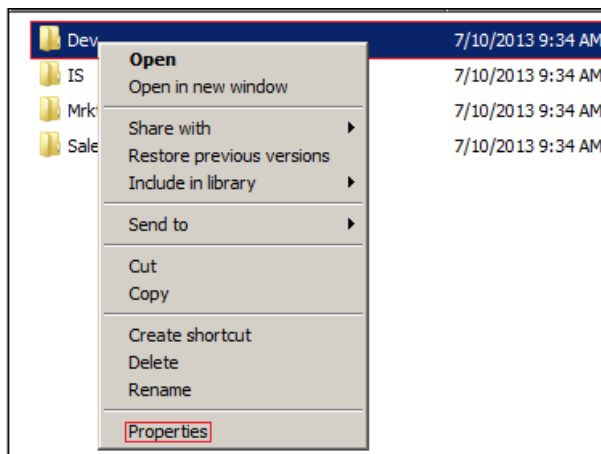 Dev
7/10/2013 9:34 AM
IS
7/10/2013 9:34 AM
Mrk
7/10/2013 9:34 AM
Sale
7/10/2013 9:34 AM
Open
Open in new window
Share with
Restore previous versions
Include in library
Send to
Cut
Copy
Create shortcut
Delete
Rename
Properties